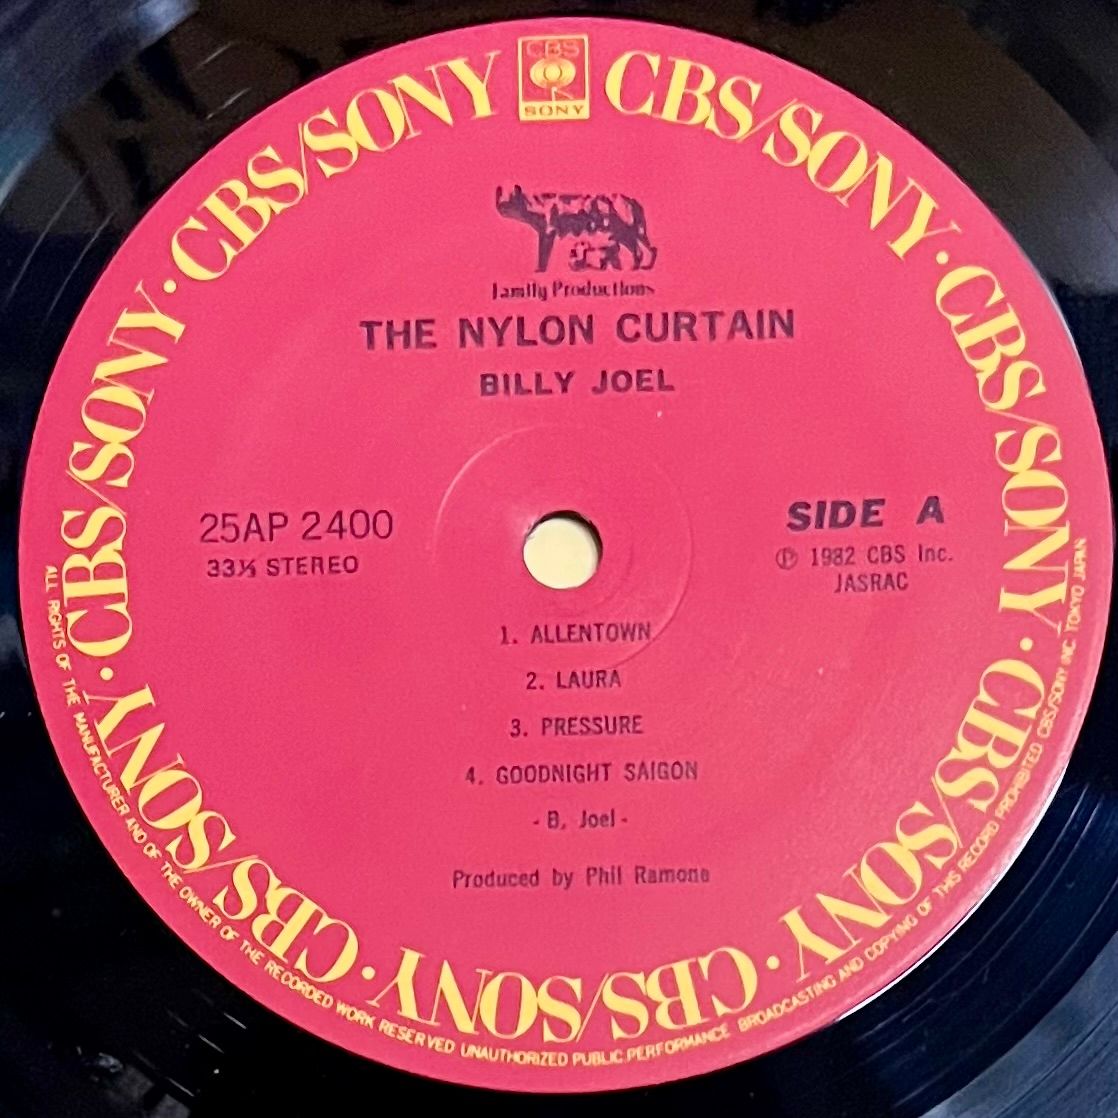 CBS
SONY
CBS/SONY · CBS/SONY · CBS/SONY · CBS/SONY · CBS/SONY · CBS/SONY · CBS/SONY · CBS/SONY
Family Productions
THE NYLON CURTAIN
BILLY JOEL
25AP 2400
33⅓ STEREO
SIDE A
Ⓟ 1982 CBS Inc.
JASRAC
1. ALLENTOWN
2. LAURA
3. PRESSURE
4. GOODNIGHT SAIGON
- B. Joel -
Produced by Phil Ramone
ALL RIGHTS OF THE MANUFACTURER AND OF THE OWNER OF THE RECORDED WORK RESERVED UNAUTHORIZED PUBLIC PERFORMANCE BROADCASTING AND COPYING OF THIS RECORD PROHIBITED CBS/SONY INC. TOKYO JAPAN